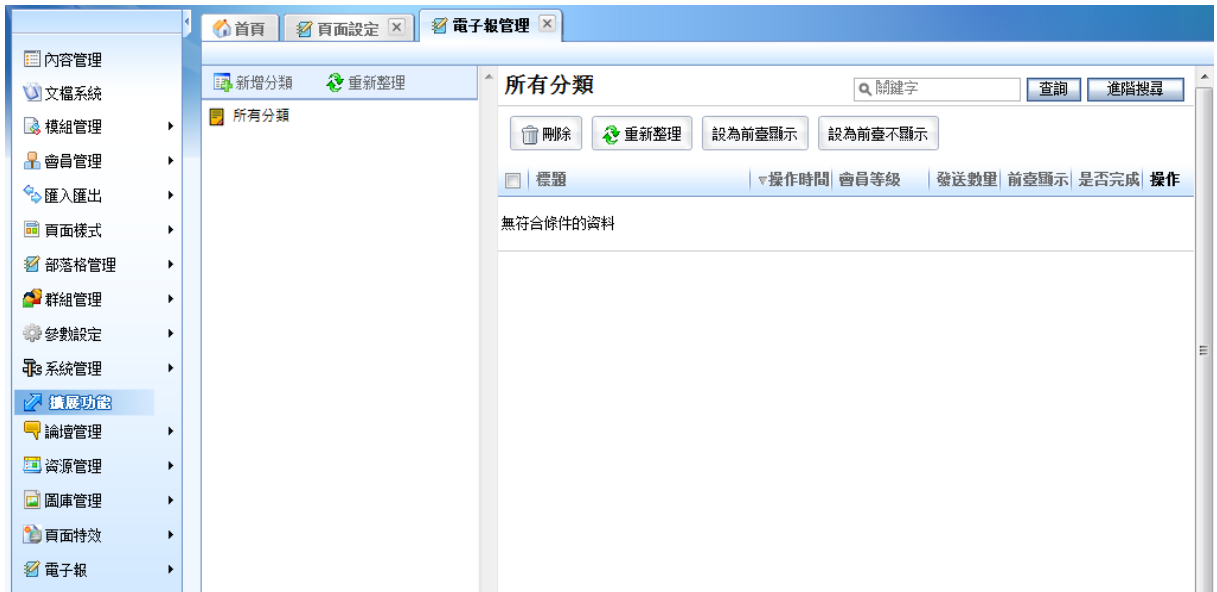 首頁 頁面設定 電子報管理
內容管理
文檔系統
模組管理
會員管理
匯入匯出
頁面樣式
部落格管理
群組管理
參數設定
系統管理
擴展功能
論壇管理
資源管理
圖庫管理
頁面特效
電子報
新增分類 重新整理
所有分類
所有分類 關鍵字 查詢 進階搜尋
刪除 重新整理 設為前臺顯示 設為前臺不顯示
標題 ▿操作時間 會員等級 發送數量 前臺顯示 是否完成 操作
無符合條件的資料